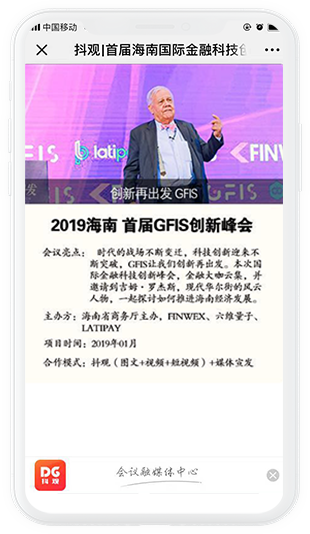 中国移动
抖观|首届海南国际金融科技创
GFIS
FINW
latip
GFIS
FINWEX
发
创新再出发 GFIS
2019海南 首届GFIS创新峰会
会议亮点： 时代的战场不断变迁，科技创新迎来不
断突破，GFIS让我们创新再出发。本次国
际金融科技创新峰会，金融大咖云集，并
邀请到吉姆·罗杰斯，现代华尔街的风云
人物，一起探讨如何推进海南经济发展。
主办方： 海南省商务厅主办，FINWEX、六维量子、
LATIPAY
项目时间：2019年01月
合作模式：抖观（图文+视频+短视频）+媒体宣发
DG
抖观
会议融媒体中心